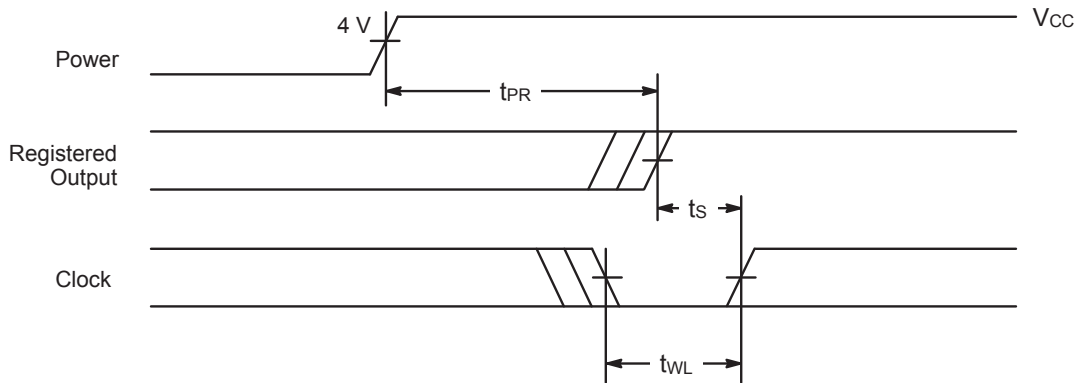 4 V
VCC
Power
tPR
Registered
Output
tS
Clock
tWL